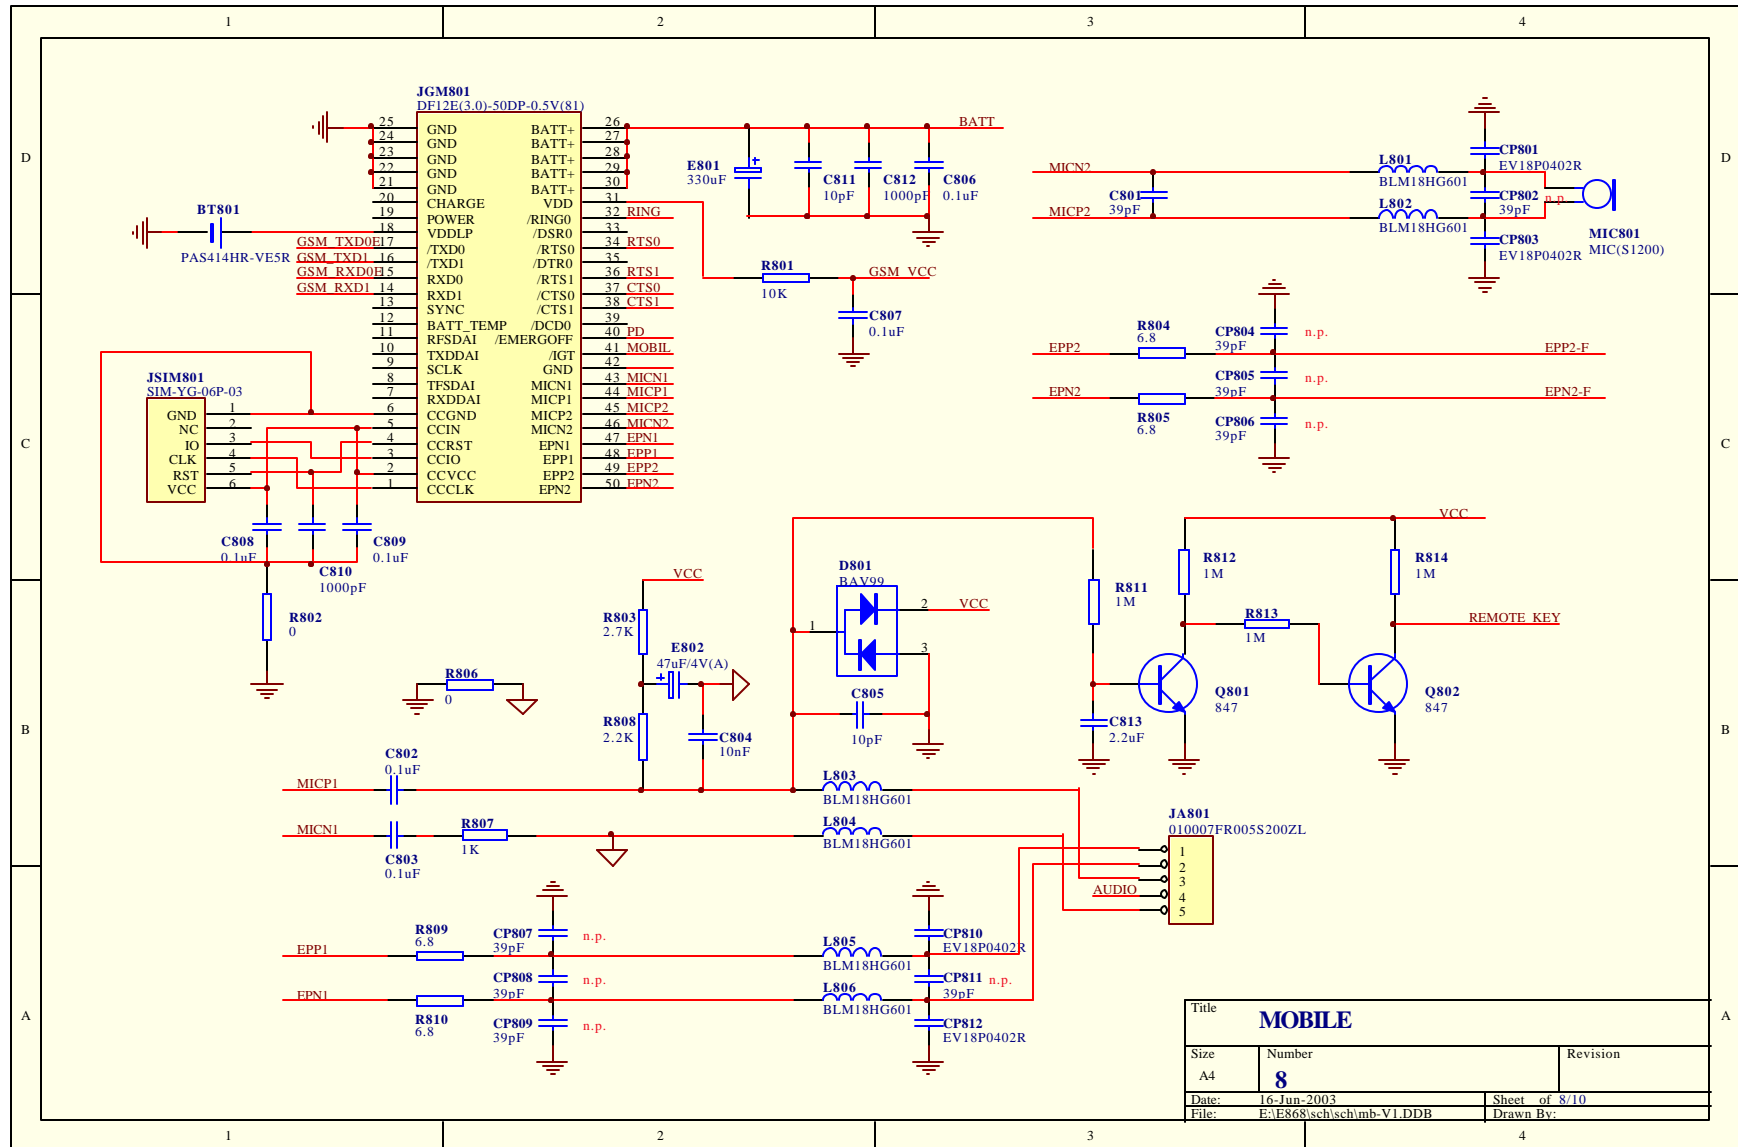 1 2 3 4
D
C
B
A
D
C
B
A
1 2 3 4
JGM801
DF12E(3.0)-50DP-0.5V(81)
25 GND BATT+ 26
24 GND BATT+ 27
23 GND BATT+ 28
22 GND BATT+ 29
21 GND BATT+ 30
20 CHARGE VDD 31
19 POWER /RING0 32 RING
18 VDDLP /DSR0 33
GSM_TXD0E 17 /TXD0 /RTS0 34 RTS0
GSM_TXD1 16 /TXD1 /DTR0 35
GSM_RXD0E 15 RXD0 /RTS1 36 RTS1
GSM_RXD1 14 RXD1 /CTS0 37 CTS0
13 SYNC /CTS1 38 CTS1
12 BATT_TEMP /DCD0 39
11 RFSDAI /EMERGOFF 40 PD
10 TXDDAI /IGT 41 MOBIL
9 SCLK GND 42
8 TFSDAI MICN1 43 MICN1
7 RXDDAI MICP1 44 MICP1
6 CCGND MICP2 45 MICP2
5 CCIN MICN2 46 MICN2
4 CCRST EPN1 47 EPN1
3 CCIO EPP1 48 EPP1
2 CCVCC EPP2 49 EPP2
1 CCCLK EPN2 50 EPN2
BT801
PAS414HR-VE5R
JSIM801
SIM-YG-06P-03
GND 1
NC 2
IO 3
CLK 4
RST 5
VCC 6
C808
0.1uF
C810
1000pF
C809
0.1uF
R802
0
BATT
E801
330uF
C811
10pF
C812
1000pF
C806
0.1uF
R801
10K
GSM_VCC
C807
0.1uF
MICN2
MICP2
C801
39pF
L801
BLM18HG601
L802
BLM18HG601
CP801
EV18P0402R
CP802
39pF
n.p.
CP803
EV18P0402R
MIC801
MIC(S1200)
EPP2
R804
6.8
CP804
39pF
n.p.
EPP2-F
CP805
39pF
n.p.
EPN2
R805
6.8
EPN2-F
CP806
39pF
n.p.
VCC
R803
2.7K
E802
47uF/4V(A)
R806
0
R808
2.2K
C804
10nF
D801
BAV99
1
2
3
VCC
C805
10pF
R811
1M
C813
2.2uF
R812
1M
Q801
847
R813
1M
R814
1M
VCC
REMOTE_KEY
Q802
847
MICP1
C802
0.1uF
L803
BLM18HG601
MICN1
C803
0.1uF
R807
1K
L804
BLM18HG601
JA801
010007FR005S200ZL
1
2
3
AUDIO 4
5
EPP1
R809
6.8
CP807
39pF
n.p.
L805
BLM18HG601
CP810
EV18P0402R
CP808
39pF
n.p.
CP811
39pF
n.p.
EPN1
R810
6.8
CP809
39pF
n.p.
L806
BLM18HG601
CP812
EV18P0402R
Title
MOBILE
Size Number Revision
A4 8
Date: 16-Jun-2003 Sheet of 8/10
File: E:\E868\sch\sch\mb-V1.DDB Drawn By: